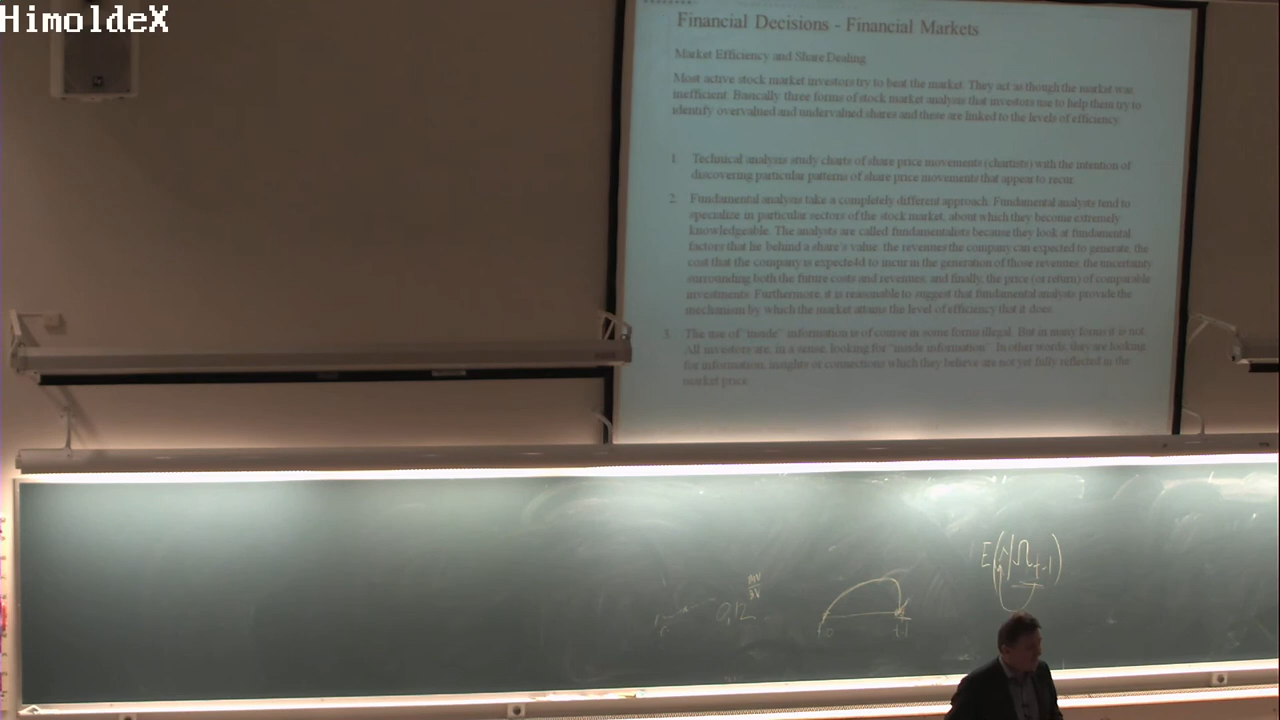 HimoldeX
Financial Decisions - Financial Markets
Market Efficiency and Share Dealing
Most active stock market investors try to beat the market. They act as though the market was
inefficient. Basically three forms of stock market analysis that investors use to help them try to
identify overvalued and undervalued shares and these are linked to the levels of efficiency.
1. Technical analysis study charts of share price movements (chartists) with the intention of
discovering particular patterns of share price movements that appear to recur.
2. Fundamental analysts take a completely different approach. Fundamental analysts tend to
specialize in particular sectors of the stock market, about which they become extremely
knowledgeable. The analysts are called fundamentalists because they look at fundamental
factors that lie behind a share's value: the revenues the company can expected to generate, the
cost that the company is expecte4d to incur in the generation of those revenues, the uncertainty
surrounding both the future costs and revenues, and finally, the price (or return) of comparable
investments. Furthermore, it is reasonable to suggest that fundamental analysts provide the
mechanism by which the market attains the level of efficiency that it does.
3. The use of "inside" information is of course in some forms illegal. But in many forms it is not.
All investors are, in a sense, looking for "inside information". In other words, they are looking
for information, insights or connections which they believe are not yet fully reflected in the
market price.
0,12
MV
BV
t=0
t=1
Ω t-1